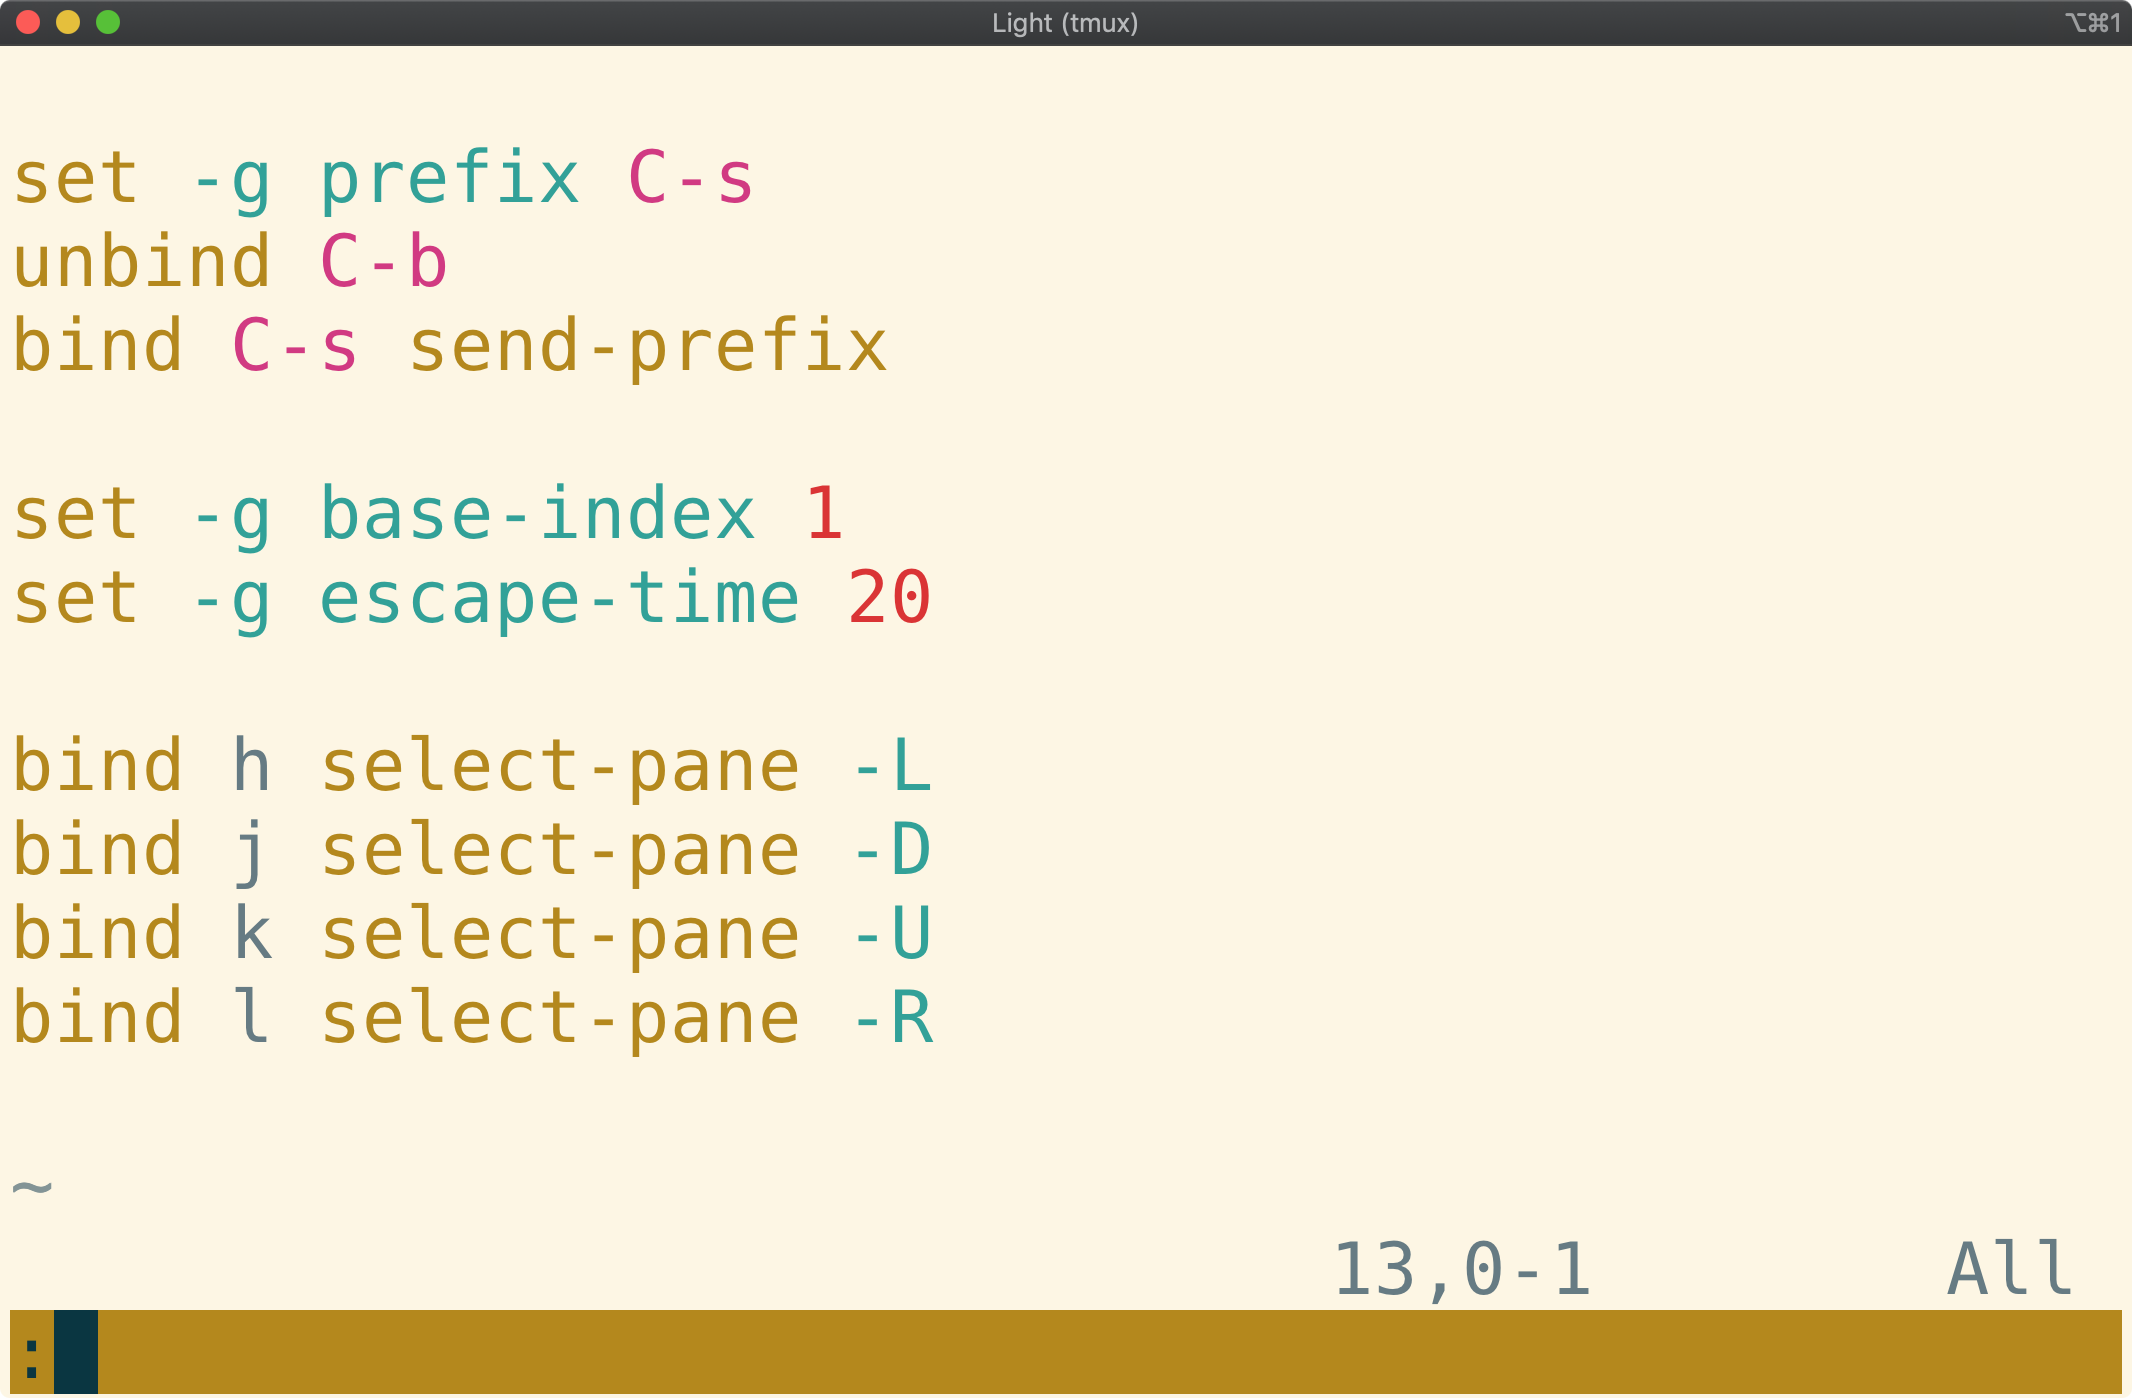 Light (tmux)
⌥⌘1
set -g prefix C-s
unbind C-b
bind C-s send-prefix
set -g base-index 1
set -g escape-time 20
bind h select-pane -L
bind j select-pane -D
bind k select-pane -U
bind l select-pane -R
~
13,0-1 All
: